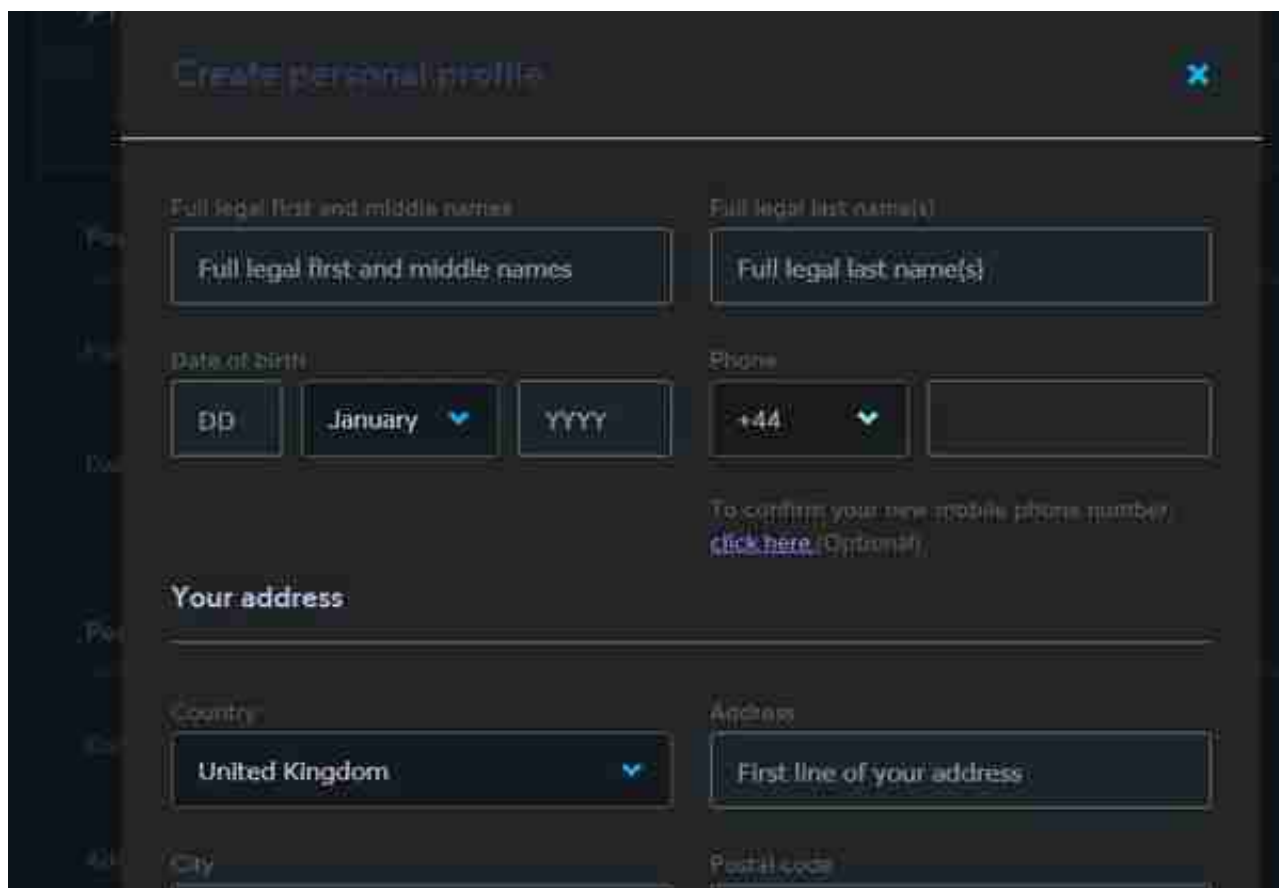 Create personal profile
Full legal first and middle names
Full legal last name(s)
Full legal first and middle names
Full legal last name(s)
Date of birth
Phone
DD
January
YYYY
+44
To confirm your new mobile phone number,
click here (Optional)
Your address
Country
Address
United Kingdom
First line of your address
City
Postal code